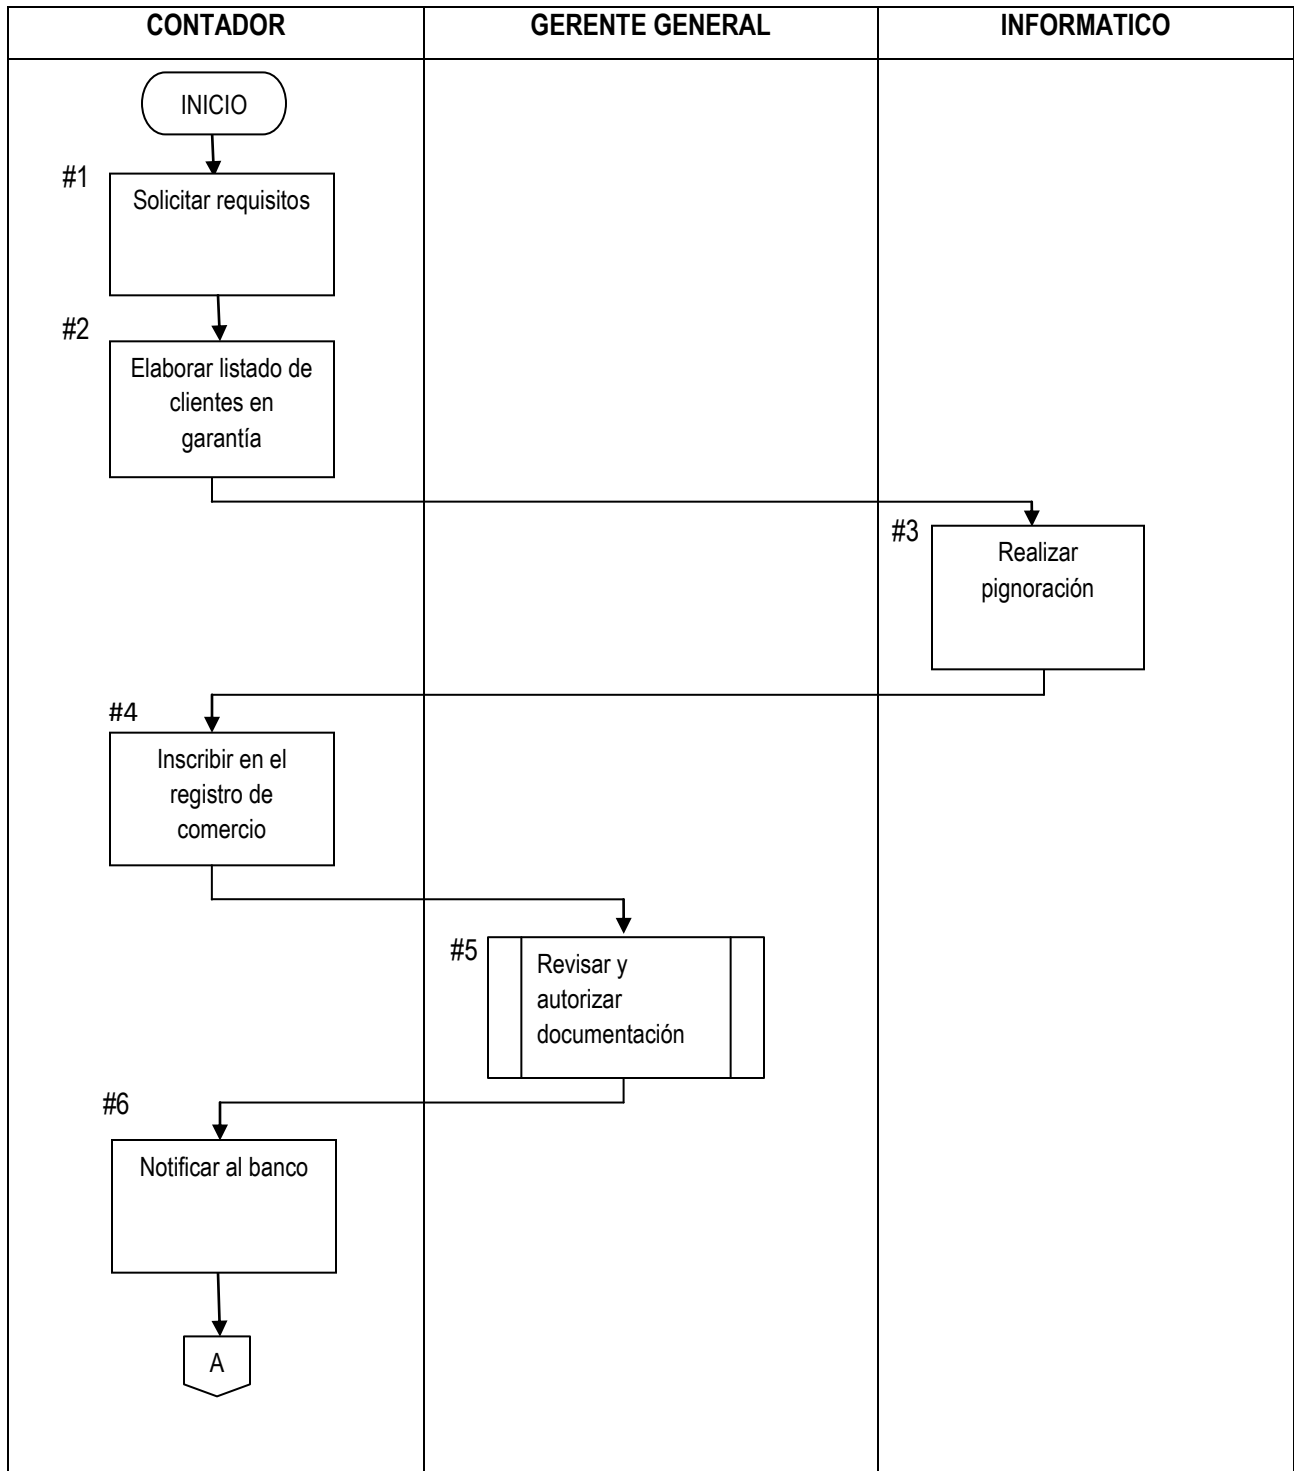 CONTADOR
GERENTE GENERAL
INFORMATICO
INICIO
#1
Solicitar requisitos
#2
Elaborar listado de
clientes en
garantía
#3
Realizar
pignoración
#4
Inscribir en el
registro de
comercio
#5
Revisar y
autorizar
documentación
#6
Notificar al banco
A